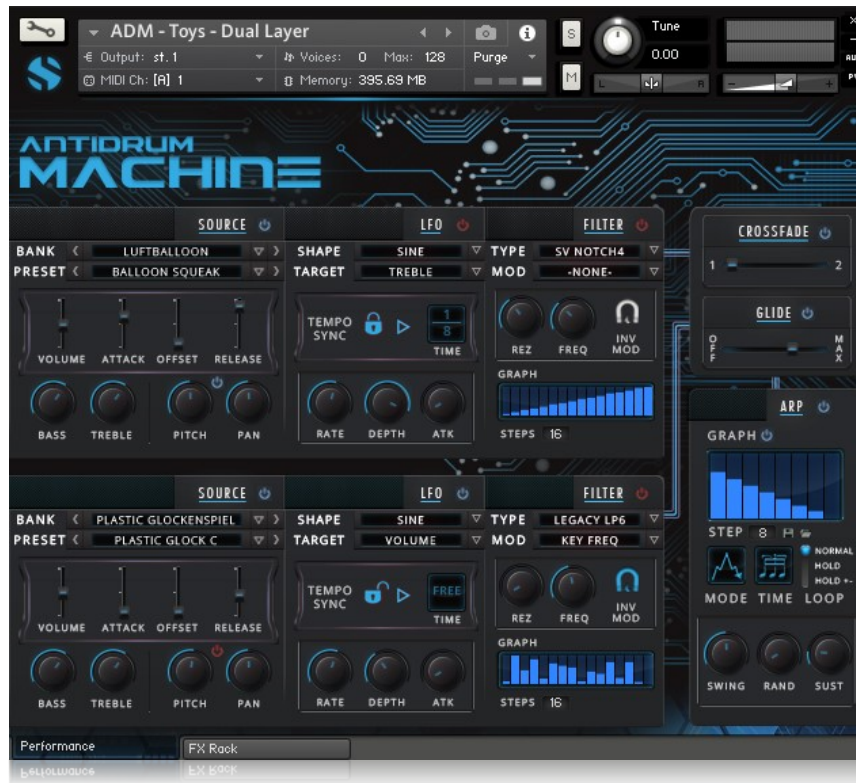 ADM - Toys - Dual Layer
Output: st. 1 Voices: 0 Max: 128 Purge
MIDI Ch: [A] 1 Memory: 395.69 MB
S
M
Tune
0.00
L R
- +
ANTIDRUM
MACHINE
SOURCE LFO FILTER
BANK LUFTBALLOON SHAPE SINE TYPE SV NOTCH4
PRESET BALLOON SQUEAK TARGET TREBLE MOD -NONE-
TEMPO SYNC 1 8 TIME
VOLUME ATTACK OFFSET RELEASE
REZ FREQ INV MOD
GRAPH
BASS TREBLE PITCH PAN
RATE DEPTH ATK
STEPS 16
CROSSFADE
1 2
GLIDE
OFF MAX
SOURCE LFO FILTER
BANK PLASTIC GLOCKENSPIEL SHAPE SINE TYPE LEGACY LP6
PRESET PLASTIC GLOCK C TARGET VOLUME MOD KEY FREQ
TEMPO SYNC FREE TIME
VOLUME ATTACK OFFSET RELEASE
REZ FREQ INV MOD
GRAPH
BASS TREBLE PITCH PAN
RATE DEPTH ATK
STEPS 16
ARP
GRAPH
STEP 8
NORMAL
HOLD
HOLD +-
MODE TIME LOOP
SWING RAND SUST
Performance FX Rack